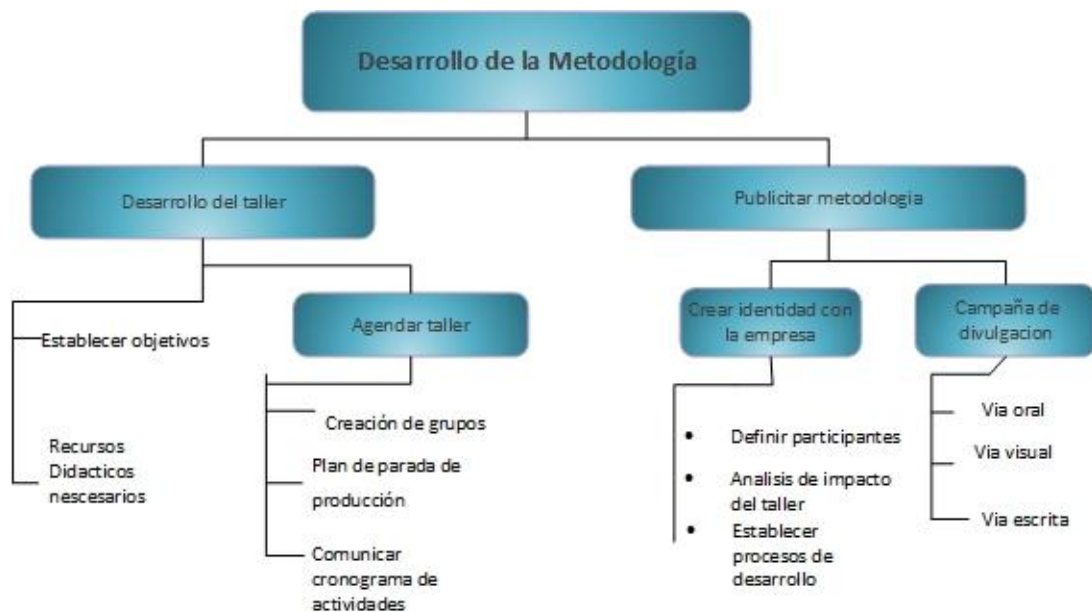 Desarrollo de la Metodología
Desarrollo del taller
Publicitar metodologia
Establecer objetivos
Recursos
Didacticos
nescesarios
Agendar taller
Creación de grupos
Plan de parada de
producción
Comunicar
cronograma de
actividades
Crear identidad con
la empresa
• Definir participantes
• Analisis de impacto
del taller
• Establecer
procesos de
desarrollo
Campaña de
divulgacion
Via oral
Via visual
Via escrita